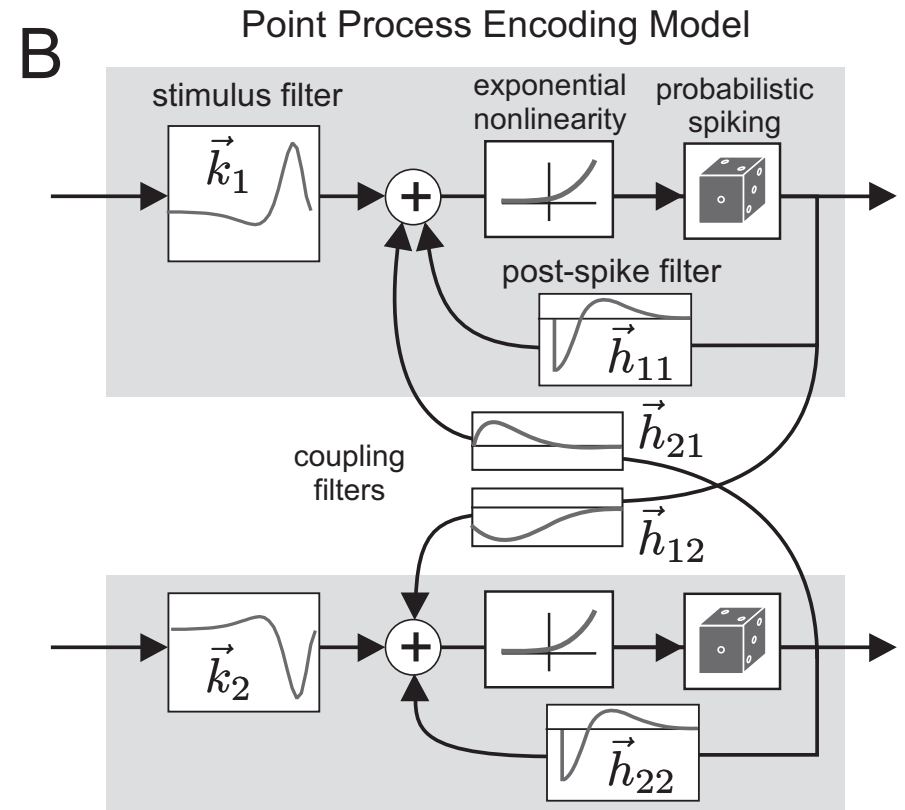 B
Point Process Encoding Model
stimulus filter
exponential
nonlinearity
probabilistic
spiking
k⃗1
+
post-spike filter
h⃗11
h⃗21
coupling
filters
h⃗12
k⃗2
+
h⃗22